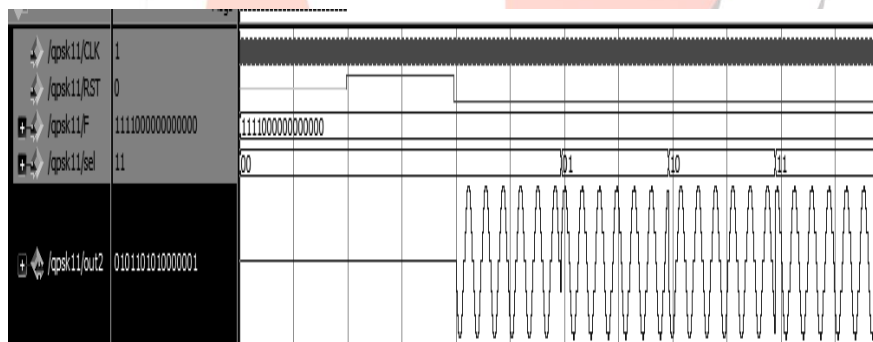 /qpsk11/CLK 1
/qpsk11/RST 0
/qpsk11/F 1111000000000000 1111000000000000
/qpsk11/sel 11 00 01 10 11
/qpsk11/out2 0101101010000001